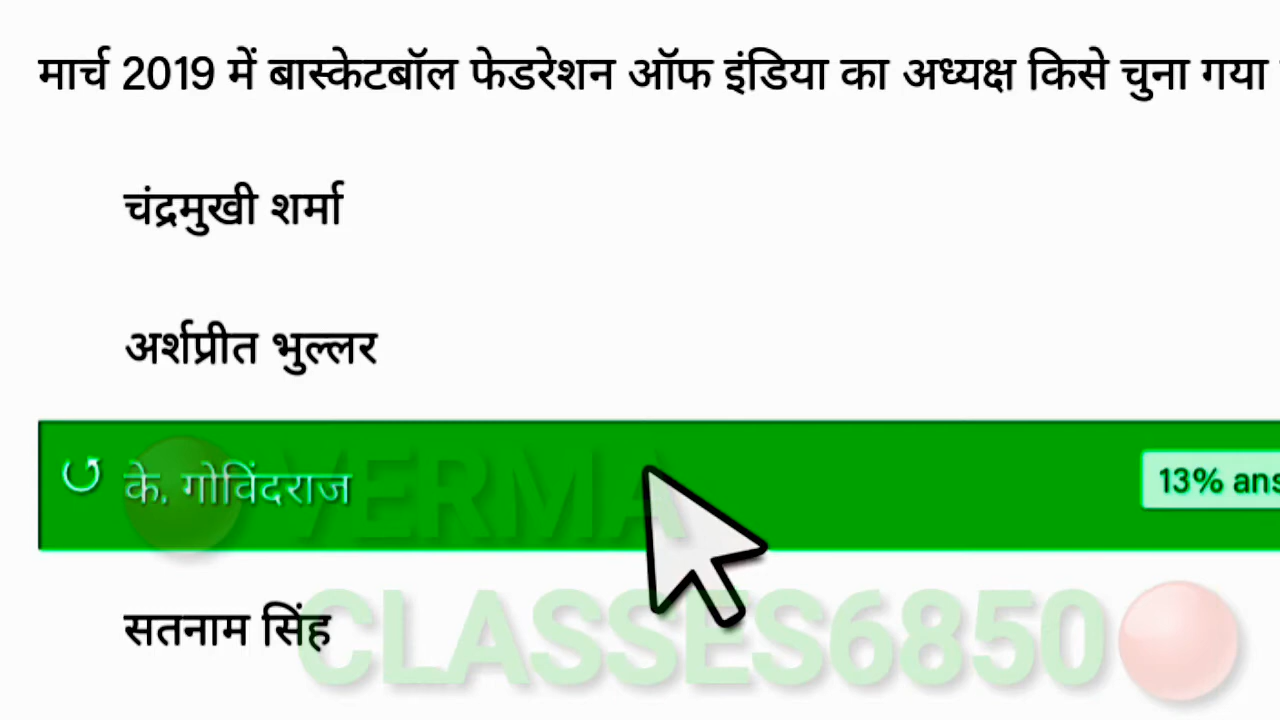 मार्च 2019 में बास्केटबॉल फेडरेशन ऑफ इंडिया का अध्यक्ष किसे चुना गया
चंद्रमुखी शर्मा
अर्शप्रीत भुल्लर
के. गोविंदराज
13% ans
VERMA
सतनाम सिंह
CLASSES6850